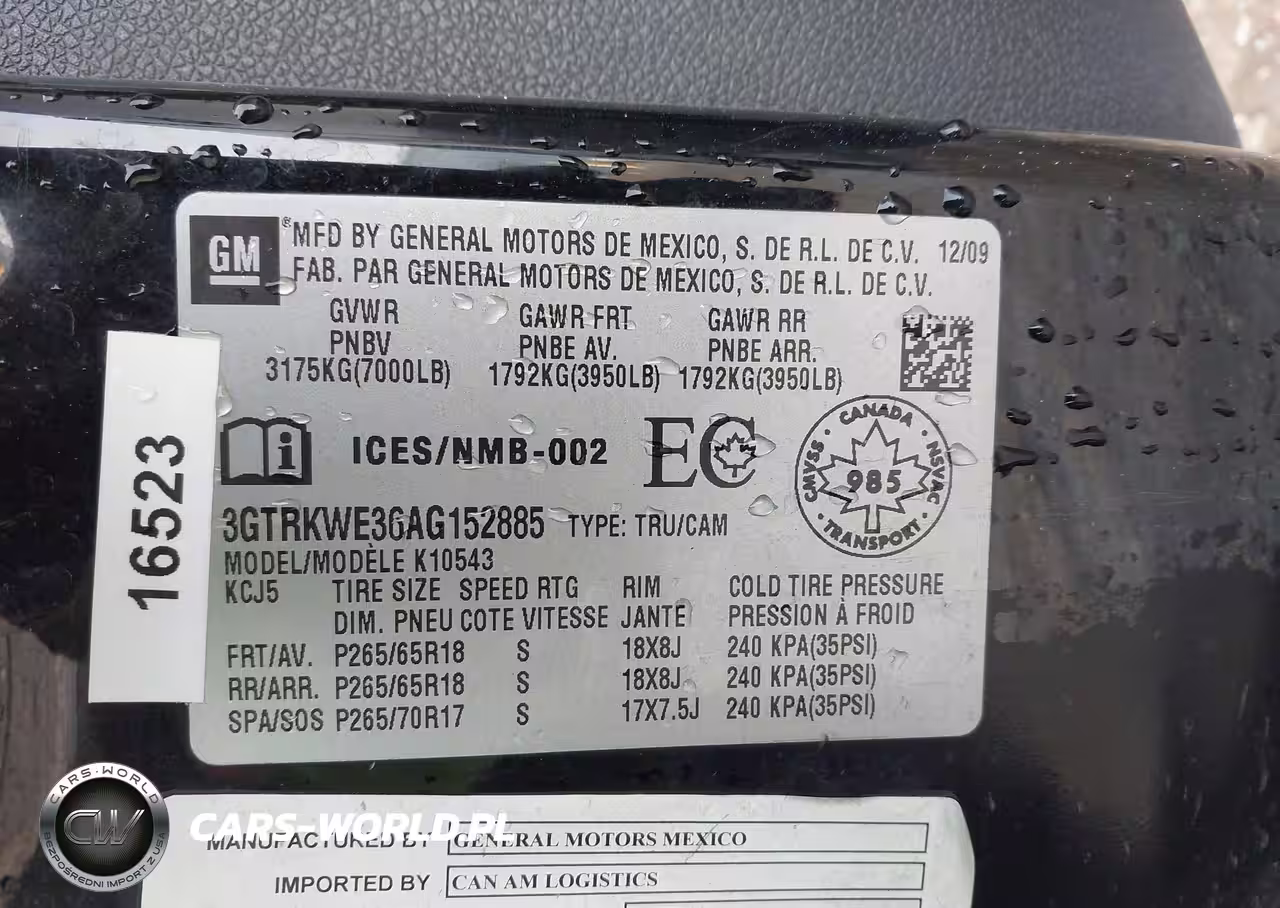 GM
® MFD BY GENERAL MOTORS DE MEXICO, S. DE R.L. DE C.V. 12/09
FAB. PAR GENERAL MOTORS DE MEXICO, S. DE R.L. DE C.V.
GVWR GAWR FRT GAWR RR
PNBV PNBE AV. PNBE ARR.
3175KG(7000LB) 1792KG(3950LB) 1792KG(3950LB)
i ICES/NMB-002 EC
CANADA
CMVSS · 985 · NSVAC
· TRANSPORT ·
3GTRKWE36AG152885 TYPE: TRU/CAM
MODEL/MODÈLE K10543
KCJ5 TIRE SIZE SPEED RTG RIM COLD TIRE PRESSURE
DIM. PNEU COTE VITESSE JANTE PRESSION À FROID
FRT/AV. P265/65R18 S 18X8J 240 KPA(35PSI)
RR/ARR. P265/65R18 S 18X8J 240 KPA(35PSI)
SPA/SOS P265/70R17 S 17X7.5J 240 KPA(35PSI)
16523
MANUFACTURED BY GENERAL MOTORS MEXICO
IMPORTED BY CAN AM LOGISTICS
CARS-WORLD
CW
BEZPOŚREDNI IMPORT Z USA
CARS-WORLD.PL